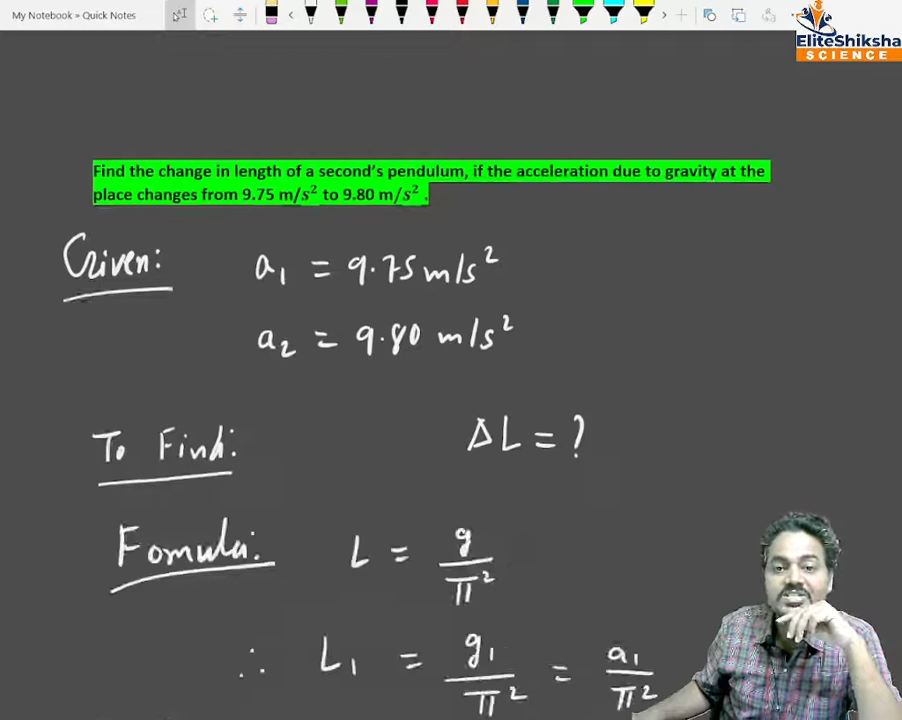 My Notebook » Quick Notes
EliteShiksha
SCIENCE
Find the change in length of a second's pendulum, if the acceleration due to gravity at the
place changes from 9.75 m/s² to 9.80 m/s² .
Given: a₁ = 9.75 m/s²
a₂ = 9.80 m/s²
To Find: ΔL = ?
Fomula: L = g/π²
∴ L₁ = g₁/π² = a₁/π²